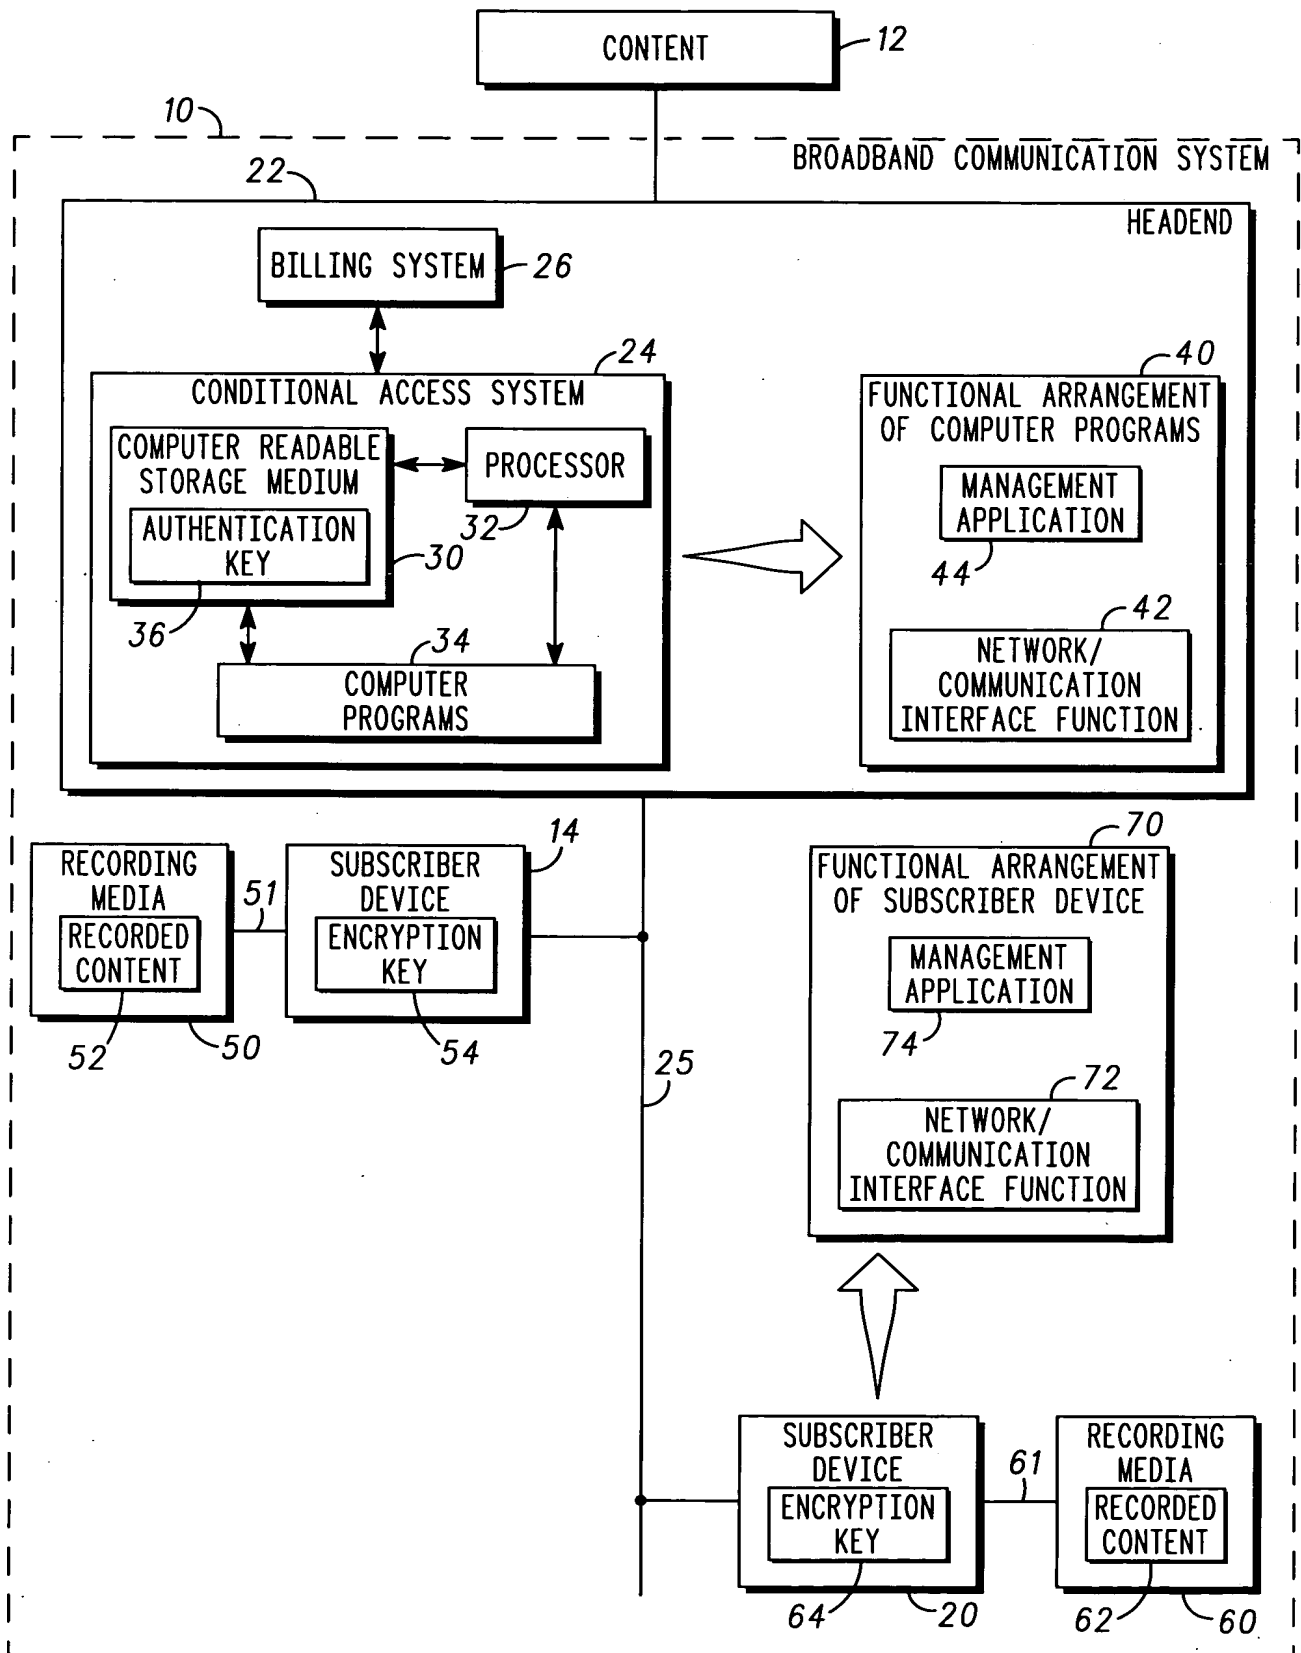 CONTENT
12
10
BROADBAND COMMUNICATION SYSTEM
22
HEADEND
BILLING SYSTEM
26
24
CONDITIONAL ACCESS SYSTEM
COMPUTER READABLE
STORAGE MEDIUM
AUTHENTICATION
KEY
36
30
PROCESSOR
32
34
COMPUTER
PROGRAMS
40
FUNCTIONAL ARRANGEMENT
OF COMPUTER PROGRAMS
MANAGEMENT
APPLICATION
44
42
NETWORK/
COMMUNICATION
INTERFACE FUNCTION
RECORDING
MEDIA
RECORDED
CONTENT
52
50
51
14
SUBSCRIBER
DEVICE
ENCRYPTION
KEY
54
25
70
FUNCTIONAL ARRANGEMENT
OF SUBSCRIBER DEVICE
MANAGEMENT
APPLICATION
74
72
NETWORK/
COMMUNICATION
INTERFACE FUNCTION
SUBSCRIBER
DEVICE
ENCRYPTION
KEY
64
20
61
RECORDING
MEDIA
RECORDED
CONTENT
62
60